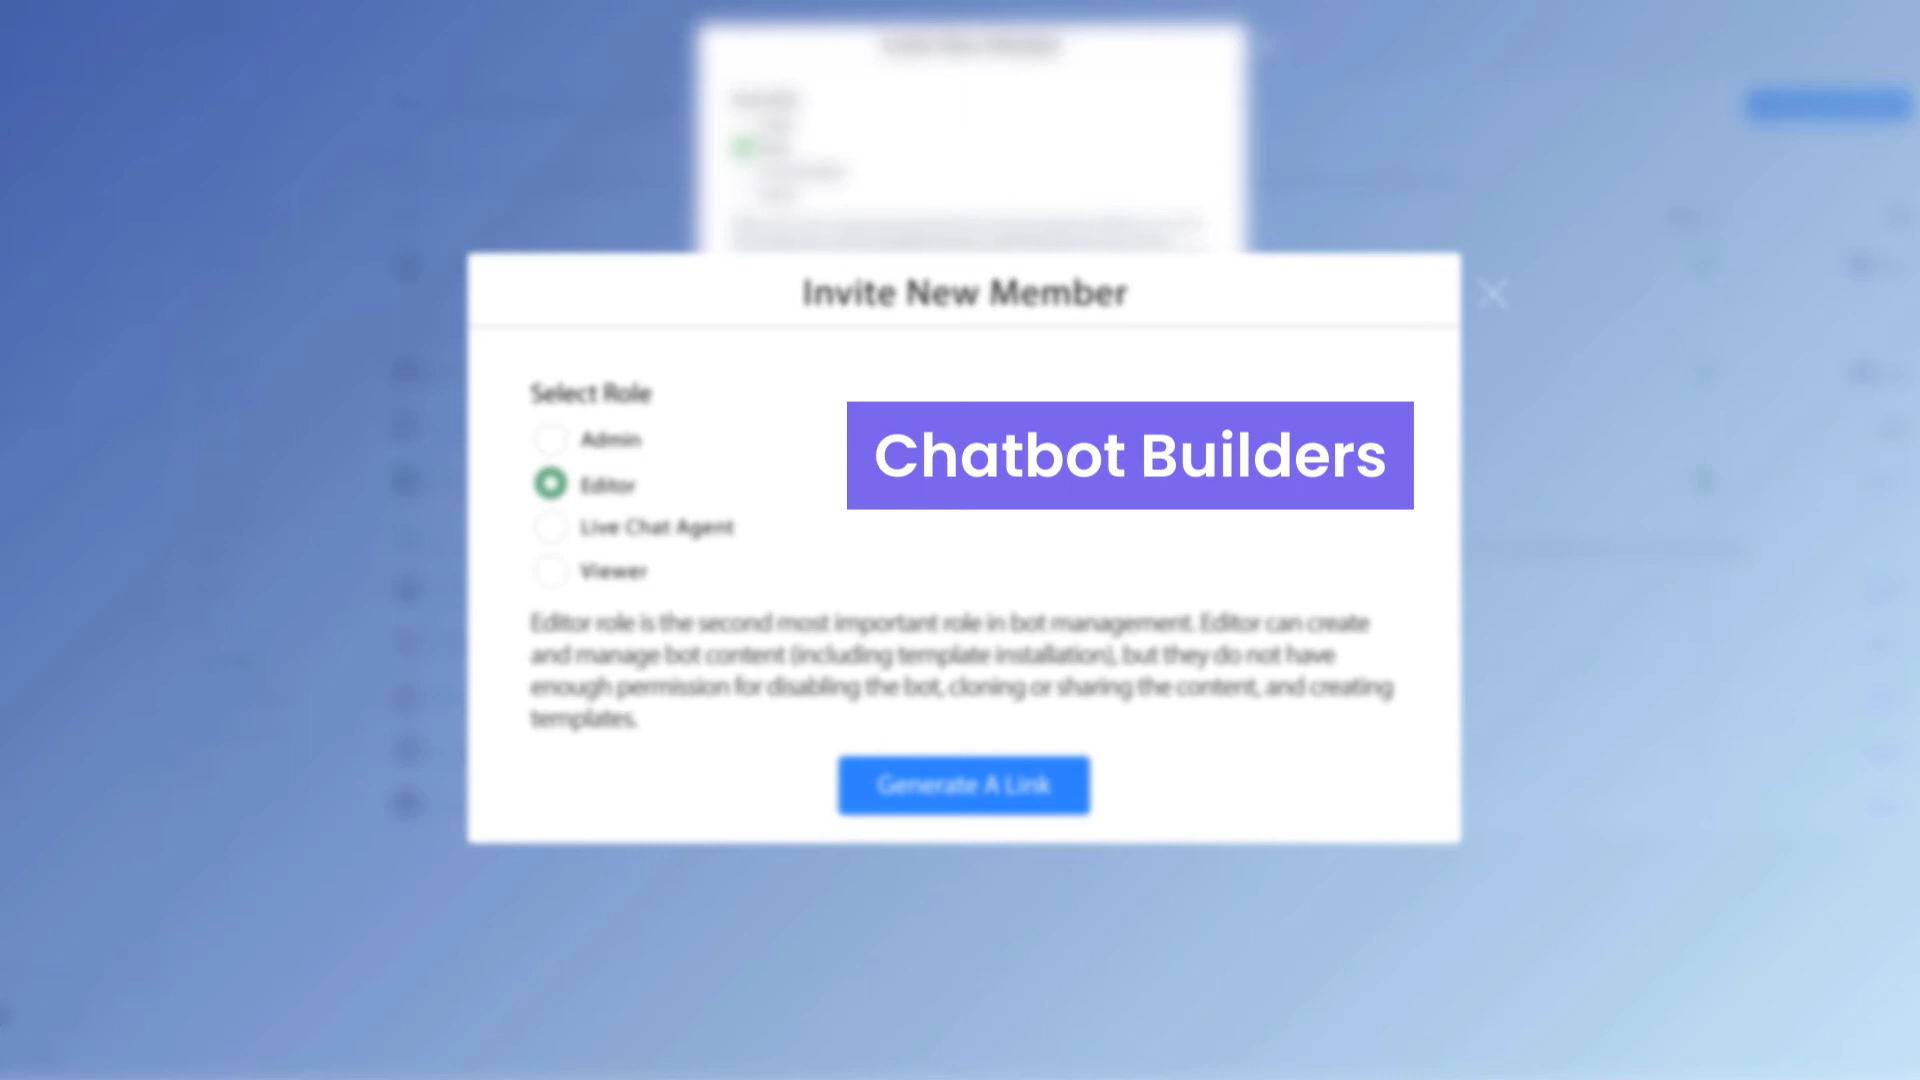 Invite New Member
Select Role
Admin
Chatbot Builders
Editor
Live Chat Agent
Viewer
Editor role is the second most important role in bot management. Editor can create
and manage bot content (including template installation), but they do not have
enough permission for disabling the bot, cloning or sharing the content, and creating
templates.
Generate A Link